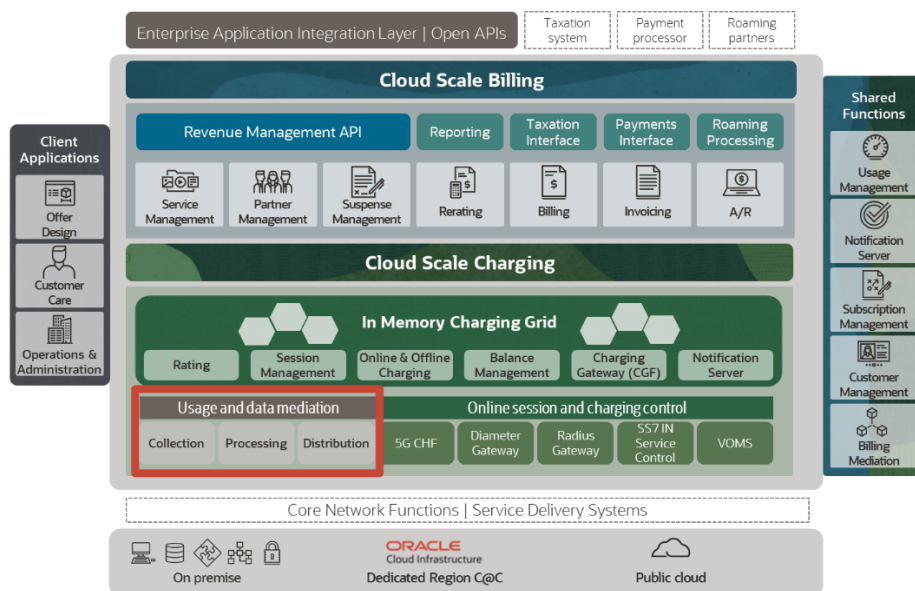 Enterprise Application Integration Layer | Open APIs
Taxation
system
Payment
processor
Roaming
partners
Cloud Scale Billing
Revenue Management API
Reporting
Taxation
Interface
Payments
Interface
Roaming
Processing
Service
Management
Partner
Management
Suspense
Management
Rerating
Billing
Invoicing
A/R
Cloud Scale Charging
In Memory Charging Grid
Rating
Session
Management
Online & Offline
Charging
Balance
Management
Charging
Gateway (CGF)
Notification
Server
Usage and data mediation
Online session and charging control
Collection
Processing
Distribution
5G CHF
Diameter
Gateway
Radius
Gateway
SS7 IN
Service
Control
VOMS
Client
Applications
Offer
Design
Customer
Care
Operations &
Administration
Shared
Functions
Usage
Management
Notification
Server
Subscription
Management
Customer
Management
Billing
Mediation
Core Network Functions | Service Delivery Systems
On premise
ORACLE
Cloud Infrastructure
Dedicated Region C@C
Public cloud